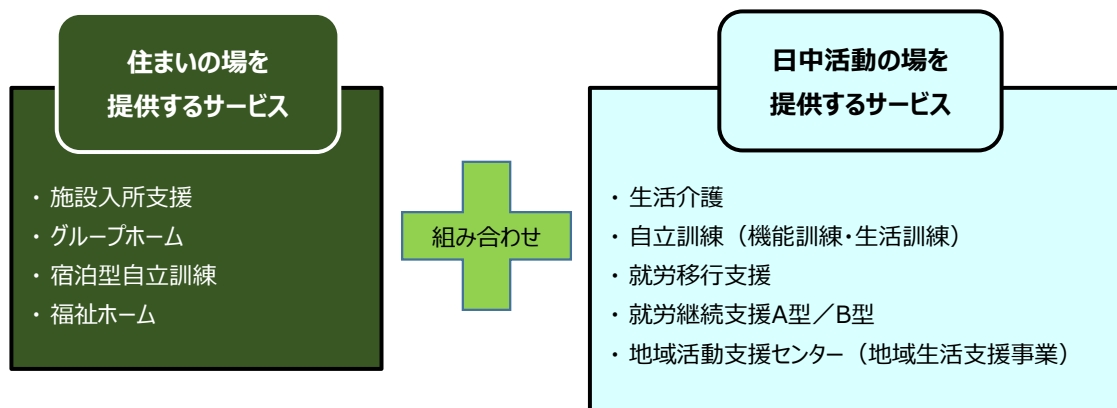 住まいの場を
提供するサービス
・ 施設入所支援
・ グループホーム
・ 宿泊型自立訓練
・ 福祉ホーム
組み合わせ
日中活動の場を
提供するサービス
・ 生活介護
・ 自立訓練（機能訓練・生活訓練）
・ 就労移行支援
・ 就労継続支援A型／B型
・ 地域活動支援センター（地域生活支援事業）